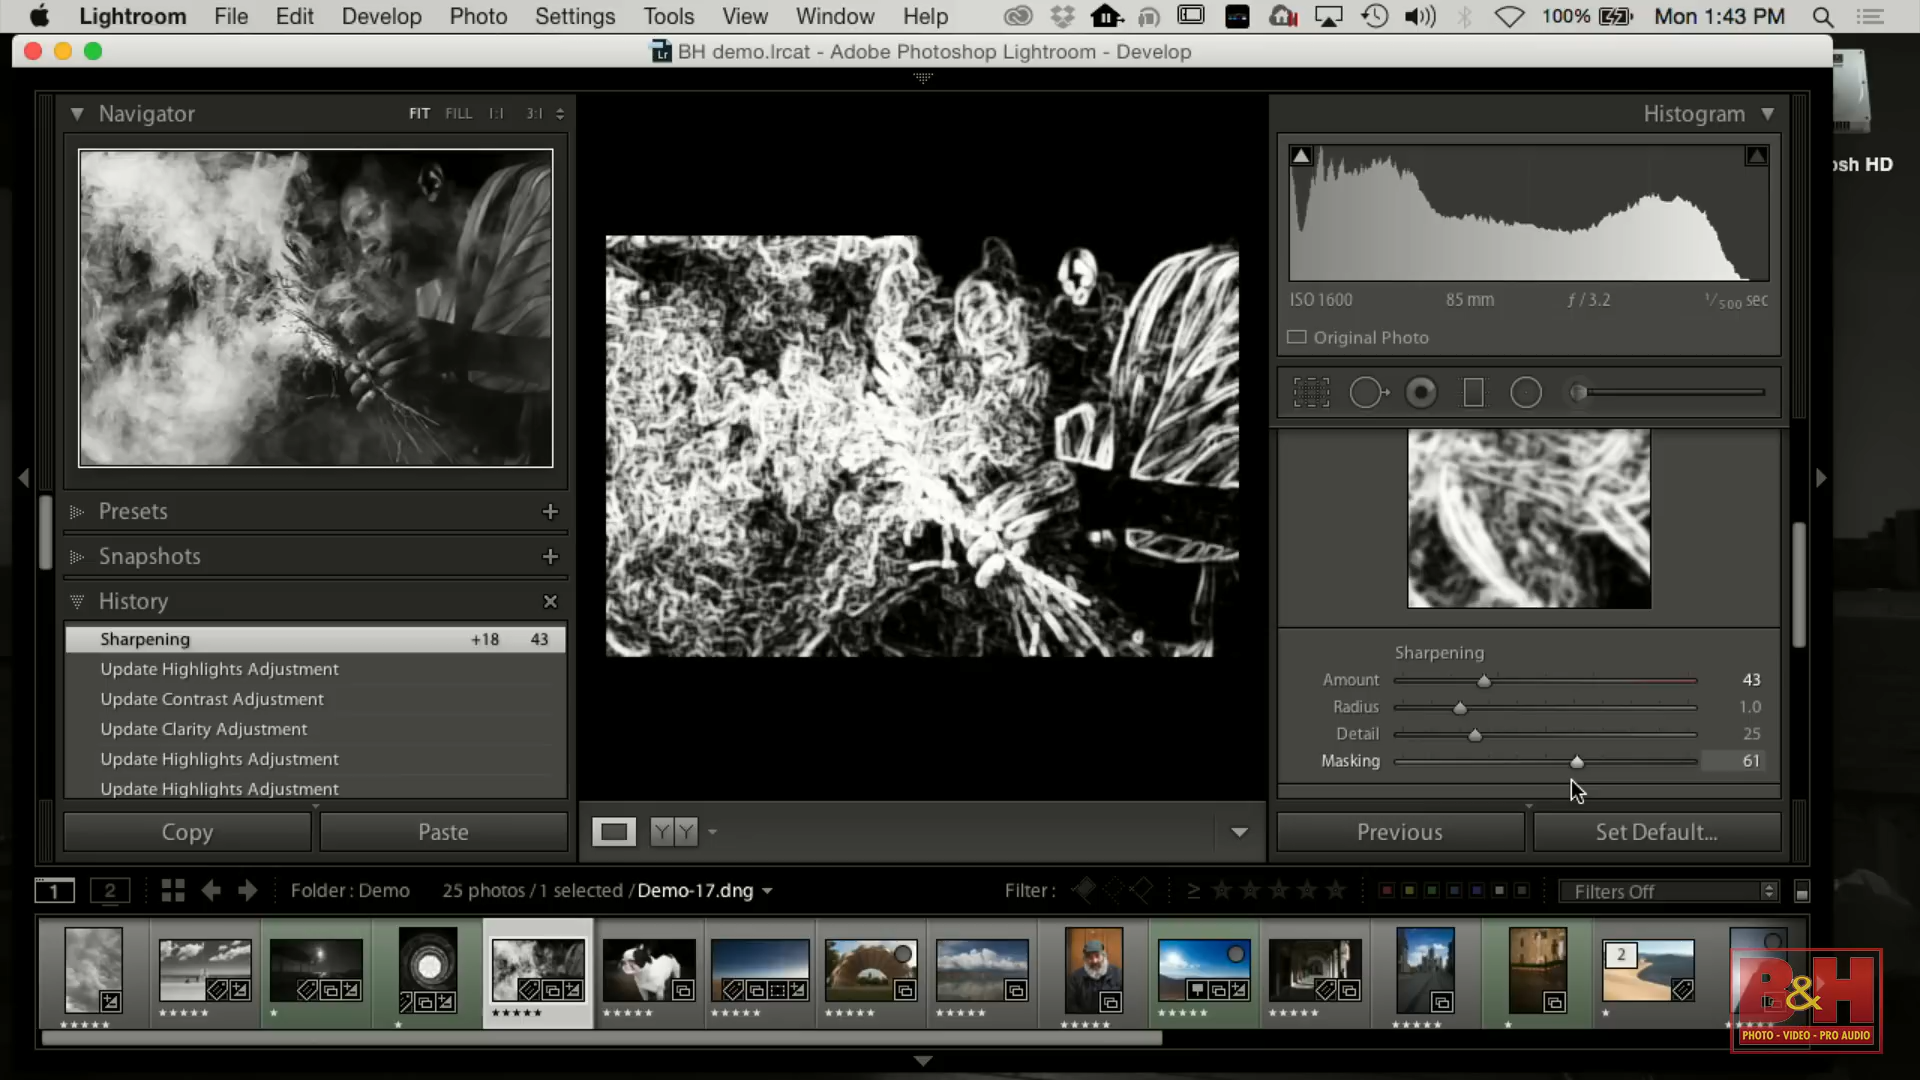 Lightroom File Edit Develop Photo Settings Tools View Window Help 100% Mon 1:43 PM
BH demo.lrcat - Adobe Photoshop Lightroom - Develop
Navigator FIT FILL 1:1 3:1
Histogram
osh HD
ISO 1600 85 mm ƒ / 3.2 1/500 sec
Original Photo
Presets
Snapshots
History
Sharpening +18 43
Update Highlights Adjustment
Update Contrast Adjustment
Update Clarity Adjustment
Update Highlights Adjustment
Update Highlights Adjustment
Sharpening
Amount 43
Radius 1.0
Detail 25
Masking 61
Copy Paste
Y Y
Previous Set Default...
1 2 Folder : Demo 25 photos / 1 selected / Demo-17.dng Filter : ≥ Filters Off
2
B&H
PHOTO - VIDEO - PRO AUDIO